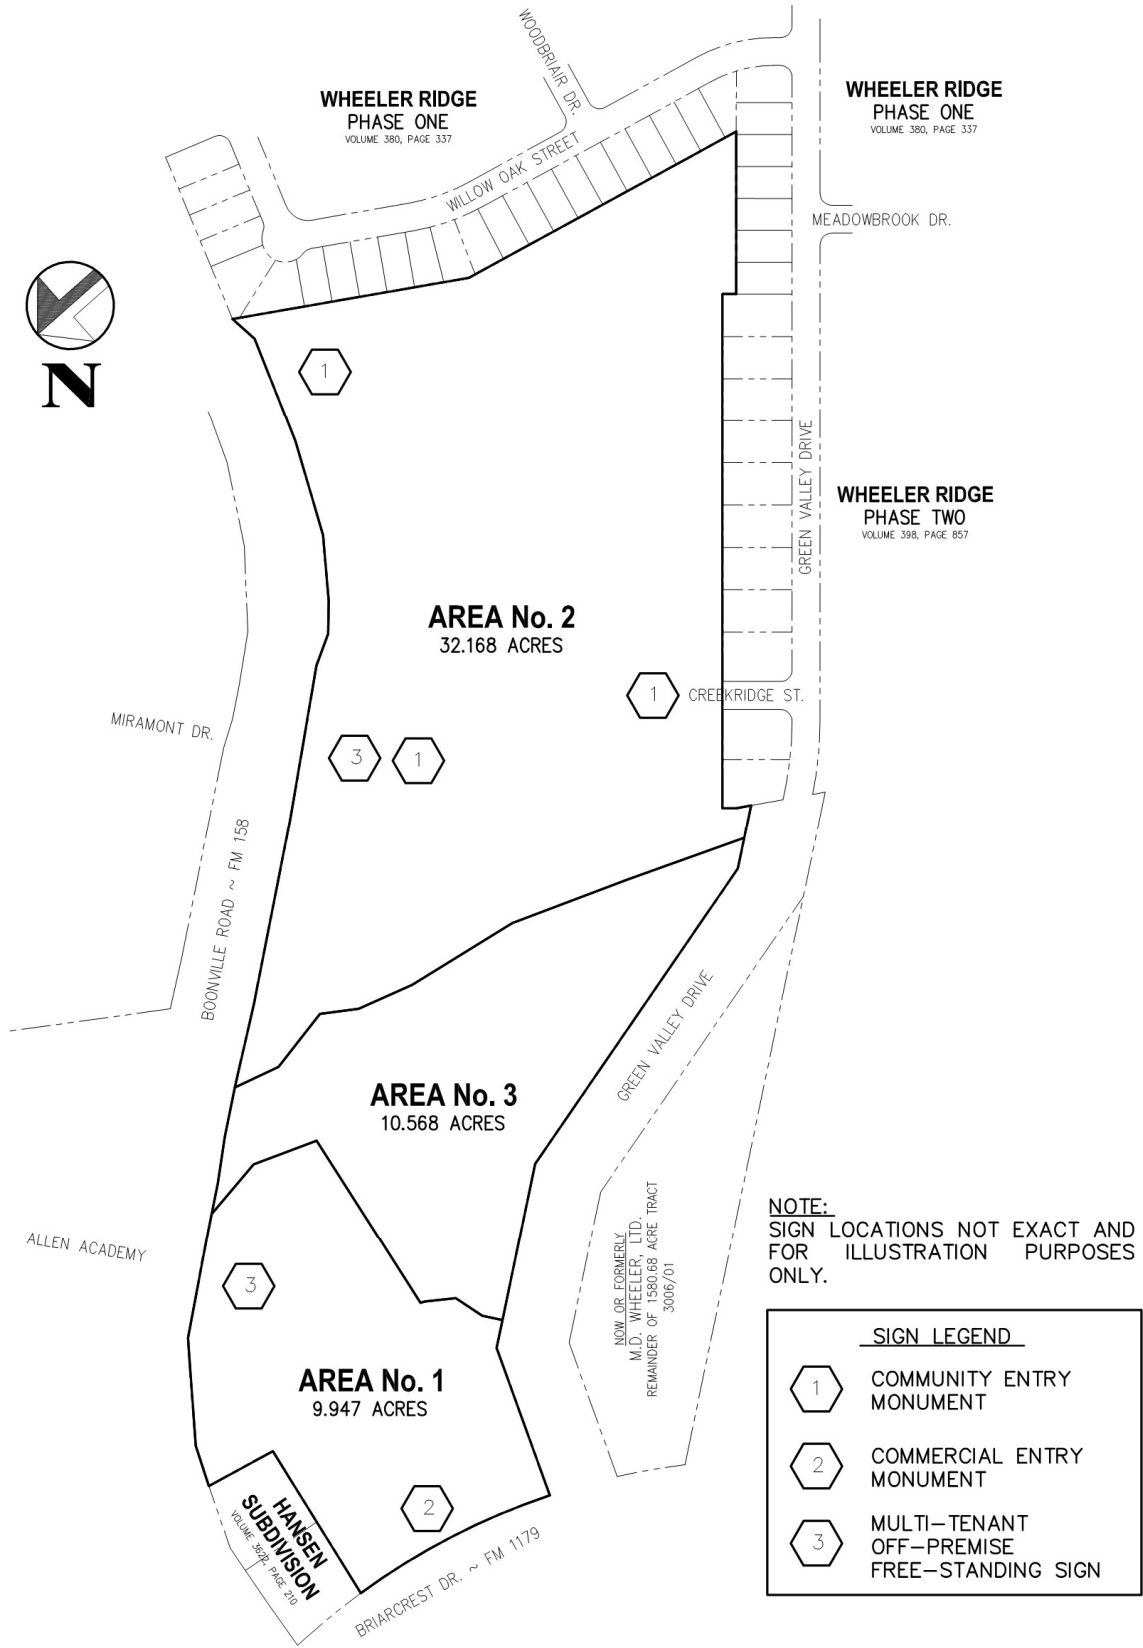 WOODBRIAR DR.
WHEELER RIDGE
PHASE ONE
VOLUME 380, PAGE 337
WHEELER RIDGE
PHASE ONE
VOLUME 380, PAGE 337
WILLOW OAK STREET
MEADOWBROOK DR.
N
1
GREEN VALLEY DRIVE
WHEELER RIDGE
PHASE TWO
VOLUME 398, PAGE 857
AREA No. 2
32.168 ACRES
1
CREEKRIDGE ST.
MIRAMONT DR.
3
1
BOONVILLE ROAD ~ FM 158
GREEN VALLEY DRIVE
AREA No. 3
10.568 ACRES
ALLEN ACADEMY
3
NOW OR FORMERLY
M.D. WHEELER, LTD.
REMAINDER OF 1580.68 ACRE TRACT
3006/01
NOTE:
SIGN LOCATIONS NOT EXACT AND
FOR ILLUSTRATION PURPOSES
ONLY.
AREA No. 1
9.947 ACRES
2
HANSEN
SUBDIVISION
PAGE 210
BRIARCREST DR. ~ FM 1179
SIGN LEGEND
1
COMMUNITY ENTRY
MONUMENT
2
COMMERCIAL ENTRY
MONUMENT
3
MULTI-TENANT
OFF-PREMISE
FREE-STANDING SIGN